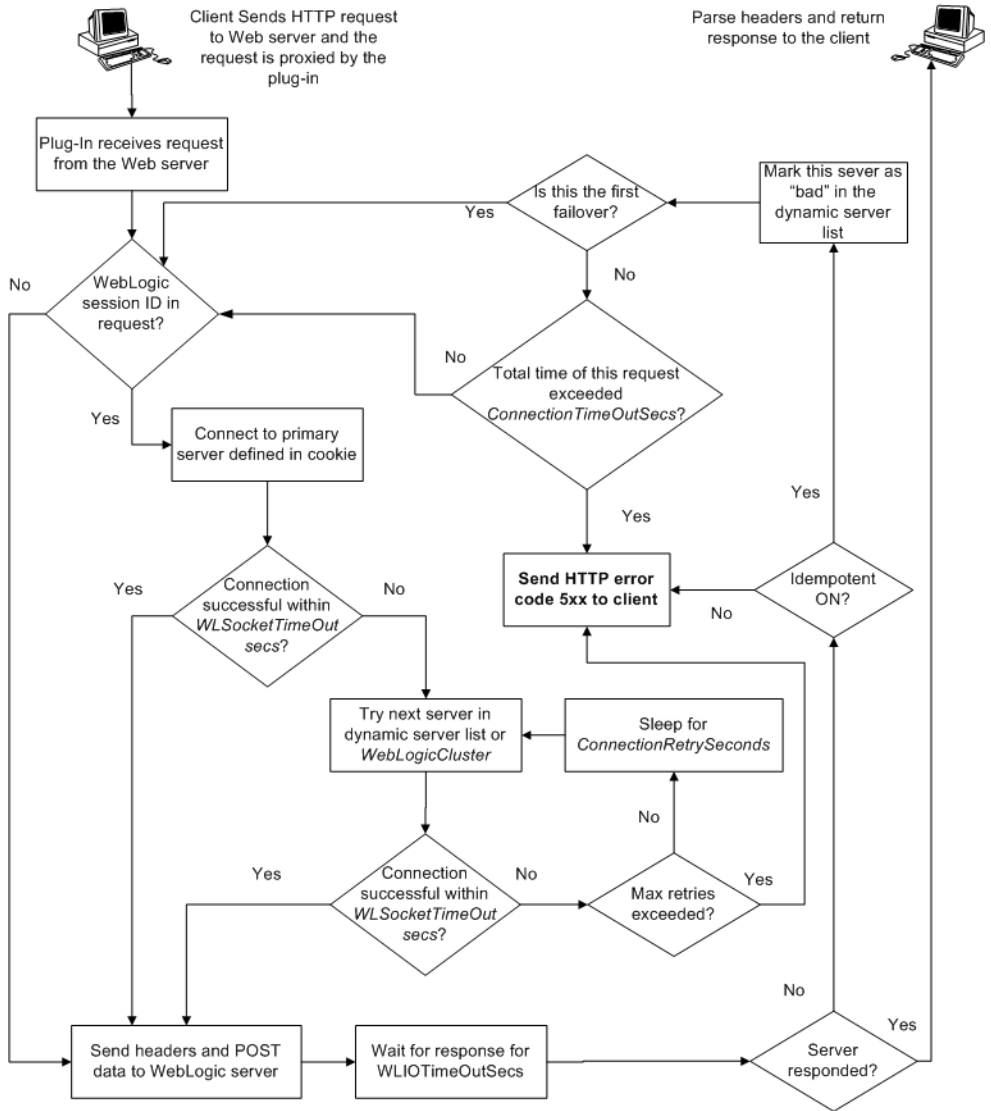 Client Sends HTTP request
to Web server and the
request is proxied by the
plug-in
Parse headers and return
response to the client
Plug-In receives request
from the Web server
Is this the first
failover?
Mark this sever as
“bad” in the
dynamic server
list
Yes
No
No
WebLogic
session ID in
request?
No
Total time of this request
exceeded
ConnectionTimeOutSecs?
Yes
Connect to primary
server defined in cookie
Yes
Yes
Send HTTP error
code 5xx to client
No
Idempotent
ON?
Yes
Connection
successful within
WLSocketTimeOut
secs?
No
Try next server in
dynamic server list or
WebLogicCluster
Sleep for
ConnectionRetrySeconds
No
Yes
Connection
successful within
WLSocketTimeOut
secs?
No
Max retries
exceeded?
Yes
No
Yes
Send headers and POST
data to WebLogic server
Wait for response for
WLIOTimeOutSecs
Server
responded?